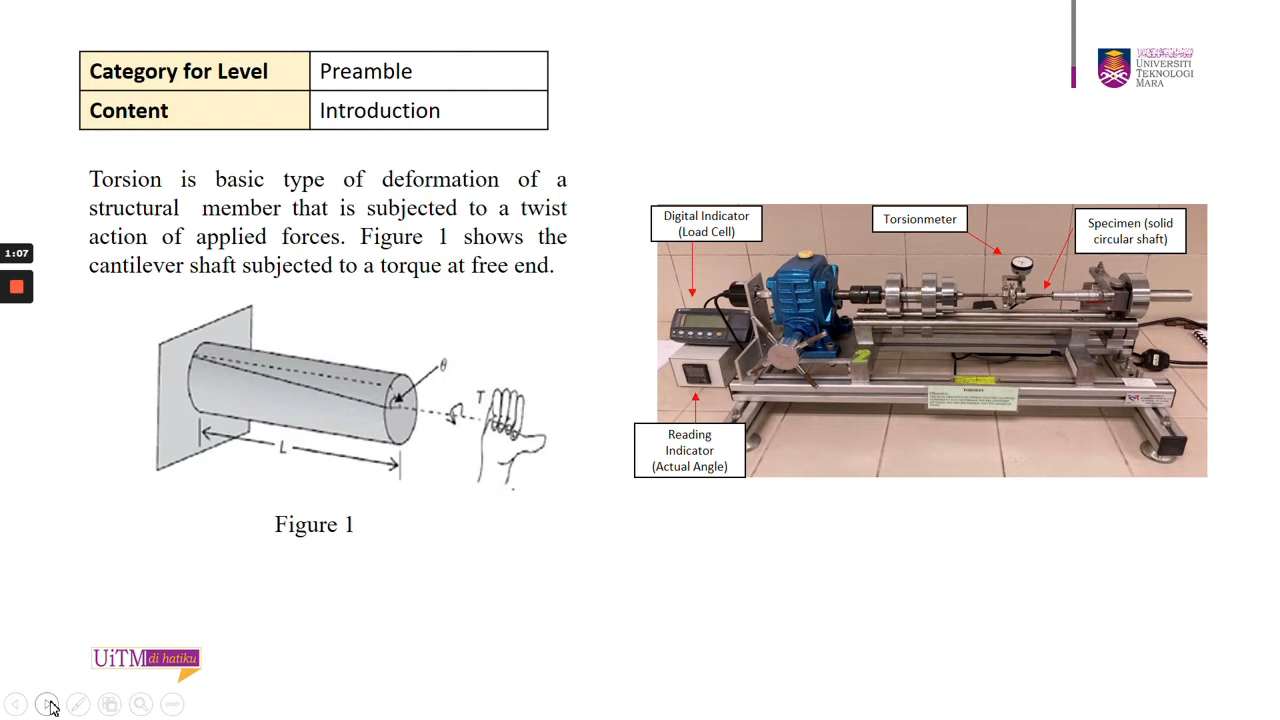 Category for Level
Preamble
Content
Introduction
UNIVERSITI
TEKNOLOGI
MARA
Torsion is basic type of deformation of a
structural member that is subjected to a twist
action of applied forces. Figure 1 shows the
cantilever shaft subjected to a torque at free end.
1:07
θ
T
L
Figure 1
Digital Indicator
(Load Cell)
Torsionmeter
Specimen (solid
circular shaft)
2
TORSION
Reading
Indicator
(Actual Angle)
UiTM di hatiku